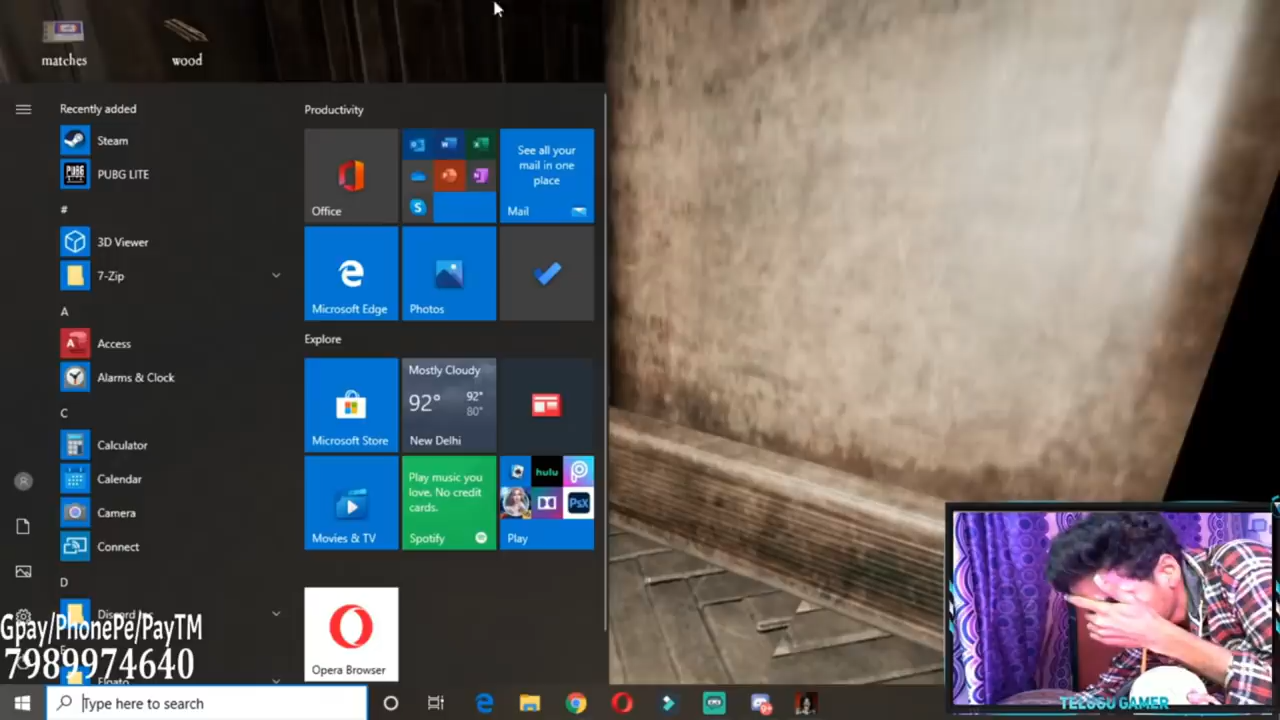 matches
wood
Recently added
Steam
PUBG LITE
#
3D Viewer
7-Zip
A
Access
Alarms & Clock
C
Calculator
Calendar
Camera
Connect
D
Discord Inc
Productivity
Office
See all your
mail in one
place
Mail
Microsoft Edge
Photos
Explore
Microsoft Store
Mostly Cloudy
92°
92°
80°
New Delhi
Movies & TV
Play music you
love. No credit
cards.
Spotify
hulu
PSX
Play
Opera Browser
Gpay/PhonePe/PayTM
7989974640
Type here to search
TELUGU GAMER